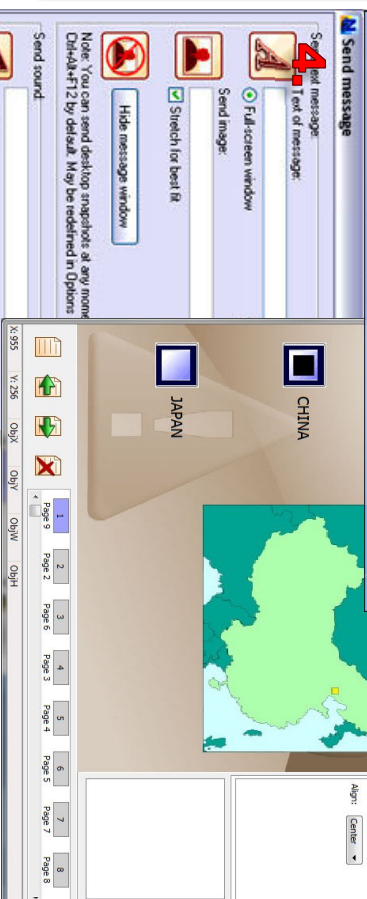 Send message
Text of message:
4.
Full-screen window
Send image:
Stretch for best fit
Hide message window
Note: You can send desktop snapshots at any mome
Ctrl+Alt+F12 by default. May be redefined in Options
Send sound:
CHINA
JAPAN
Align: Center
1 2 3 4 5 6 7 8
Page 9 Page 2 Page 6 Page 3 Page 4 Page 5 Page 7 Page 8
X: 955 Y: 256 ObjX ObjY ObjW ObjH